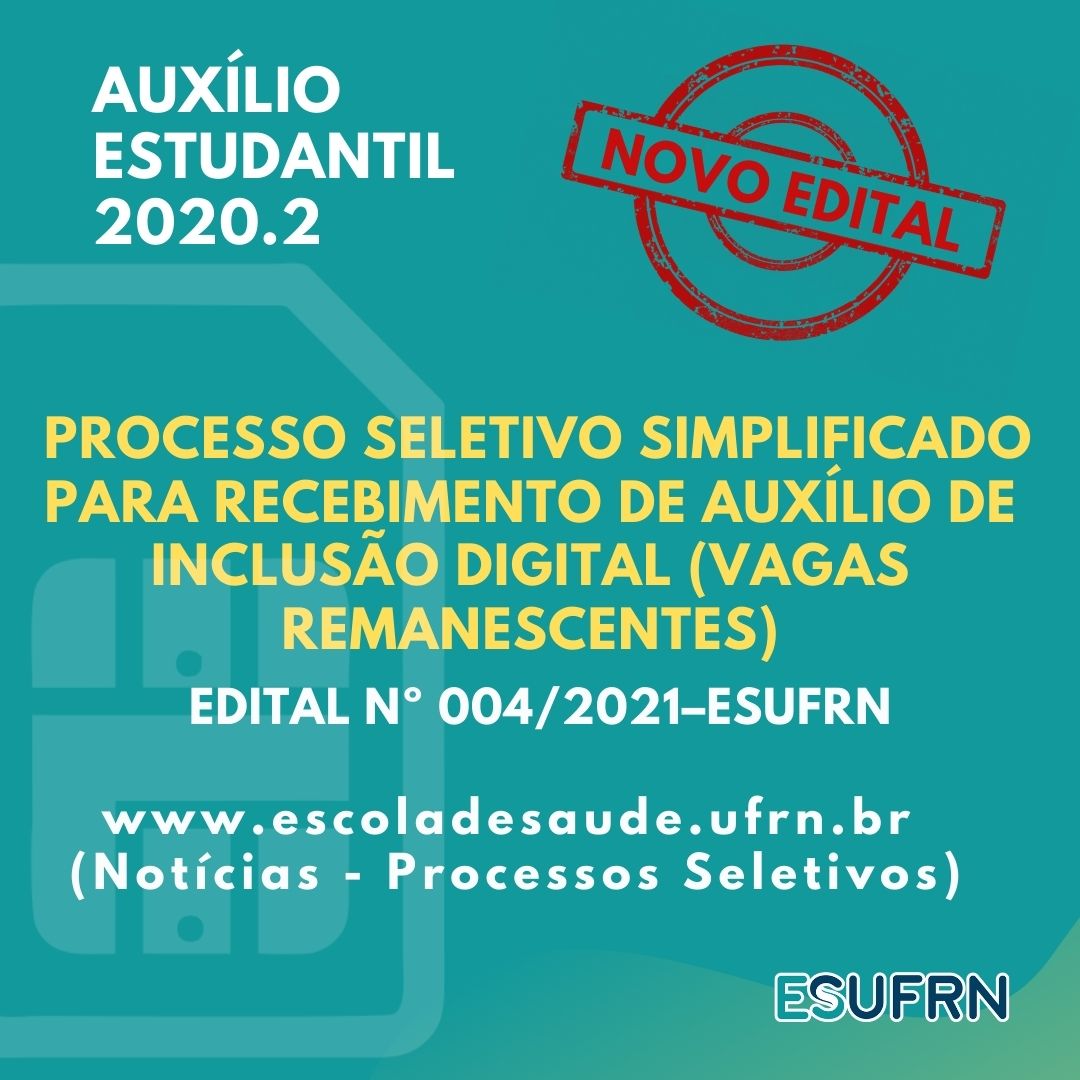 AUXÍLIO
ESTUDANTIL
2020.2
NOVO EDITAL
PROCESSO SELETIVO SIMPLIFICADO
PARA RECEBIMENTO DE AUXÍLIO DE
INCLUSÃO DIGITAL (VAGAS
REMANESCENTES)
EDITAL Nº 004/2021–ESUFRN
www.escoladesaude.ufrn.br
(Notícias - Processos Seletivos)
ESUFRN